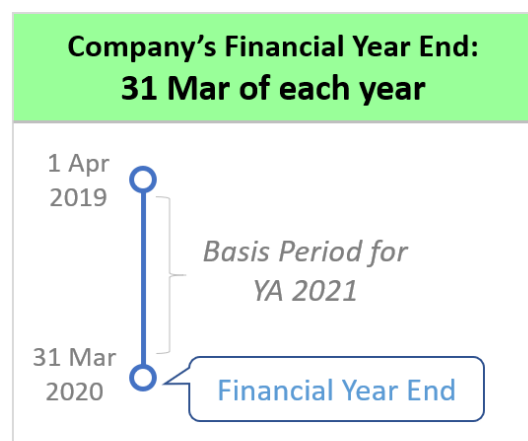 Company’s Financial Year End:
31 Mar of each year
1 Apr
2019
Basis Period for
YA 2021
31 Mar
2020
Financial Year End